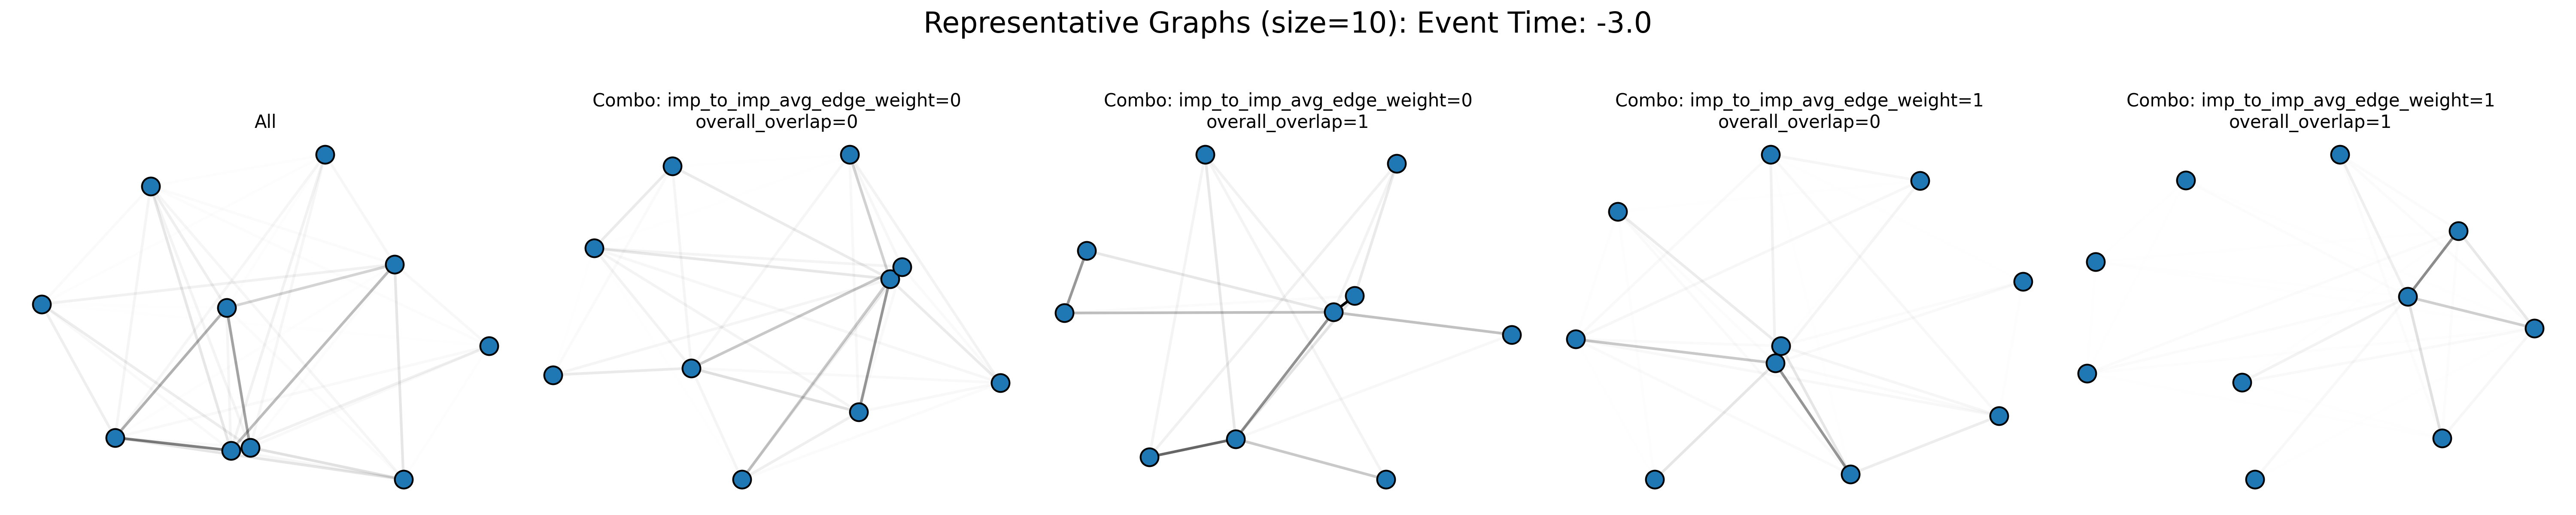 Representative Graphs (size=10): Event Time: -3.0
All
Combo: imp_to_imp_avg_edge_weight=0
overall_overlap=0
Combo: imp_to_imp_avg_edge_weight=0
overall_overlap=1
Combo: imp_to_imp_avg_edge_weight=1
overall_overlap=0
Combo: imp_to_imp_avg_edge_weight=1
overall_overlap=1